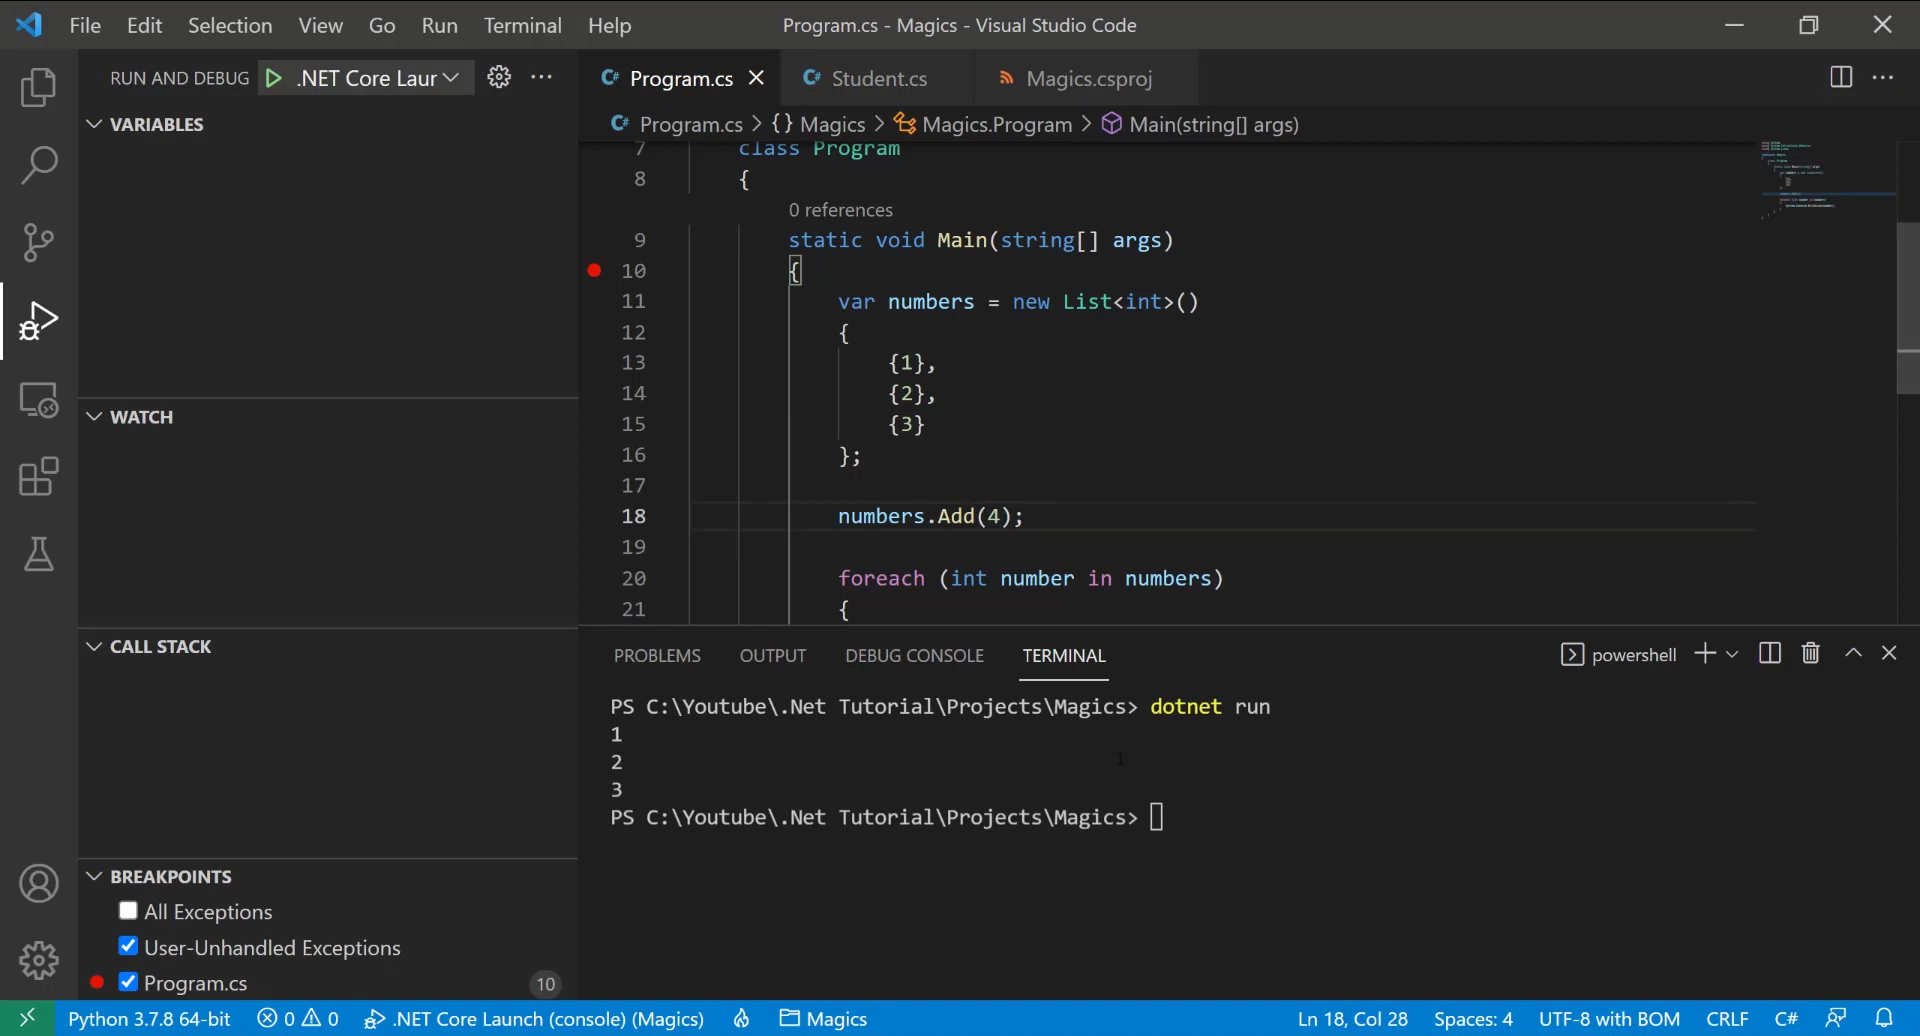 File Edit Selection View Go Run Terminal Help
Program.cs - Magics - Visual Studio Code
RUN AND DEBUG .NET Core Laur
VARIABLES
WATCH
CALL STACK
BREAKPOINTS
All Exceptions
User-Unhandled Exceptions
Program.cs 10
Program.cs Student.cs Magics.csproj
Program.cs > {} Magics > Magics.Program > Main(string[] args)
7 class Program
8 {
0 references
9 static void Main(string[] args)
10 {
11 var numbers = new List<int>()
12 {
13 {1},
14 {2},
15 {3}
16 };
17
18 numbers.Add(4);
19
20 foreach (int number in numbers)
21 {
PROBLEMS OUTPUT DEBUG CONSOLE TERMINAL powershell
PS C:\Youtube\.Net Tutorial\Projects\Magics> dotnet run
1
2
3
PS C:\Youtube\.Net Tutorial\Projects\Magics>
Python 3.7.8 64-bit 0 0 .NET Core Launch (console) (Magics) Magics Ln 18, Col 28 Spaces: 4 UTF-8 with BOM CRLF C#